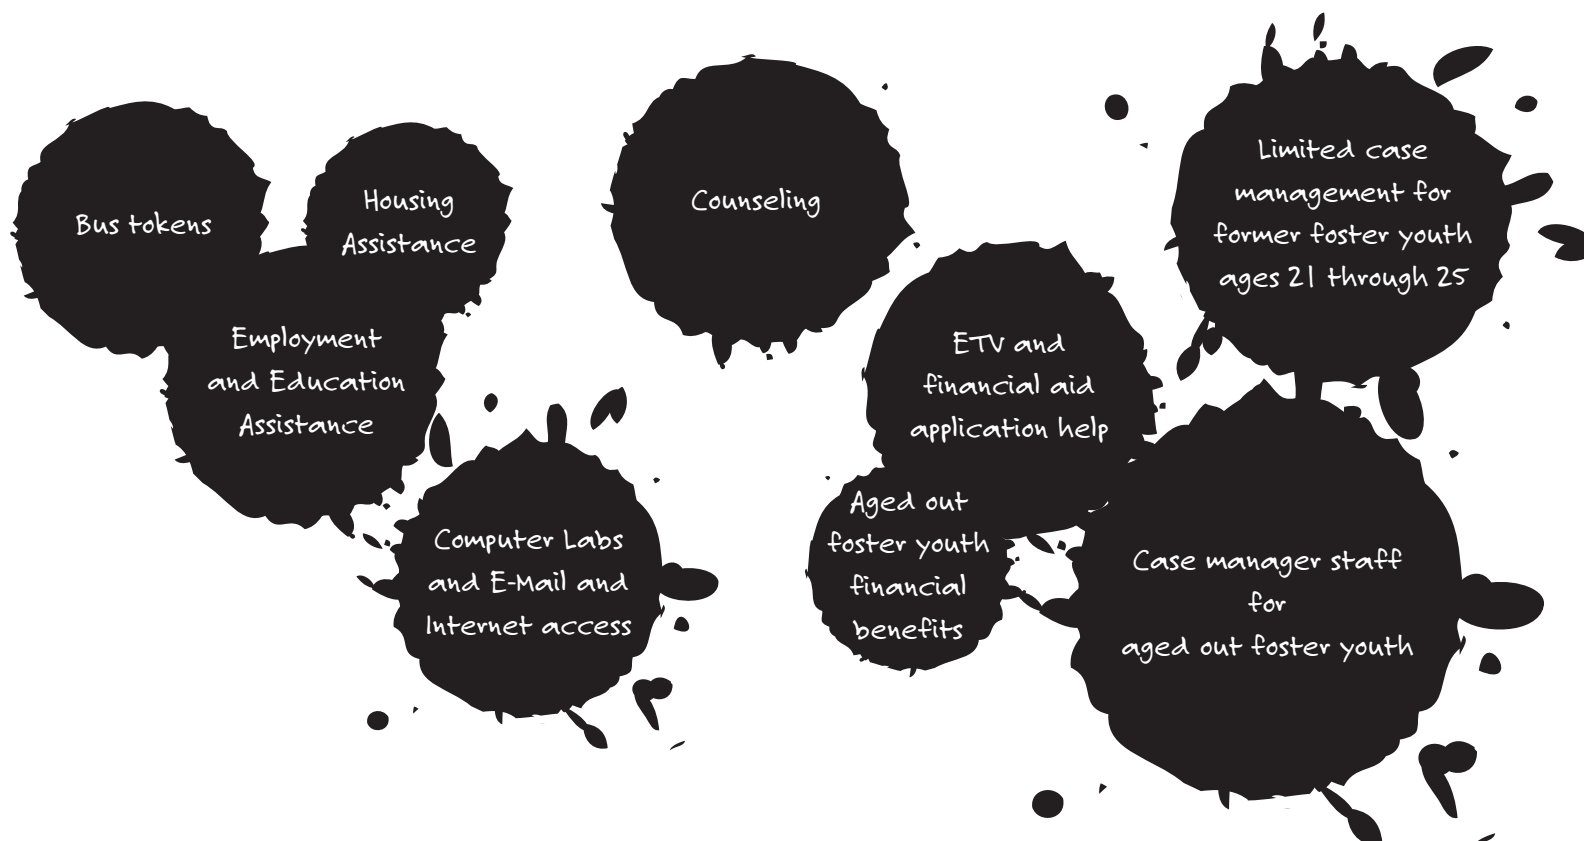 Bus tokens
Housing
Assistance
Employment
and Education
Assistance
Computer Labs
and E-Mail and
Internet access
Counseling
ETV and
financial aid
application help
Aged out
foster youth
financial
benefits
Limited case
management for
former foster youth
ages 21 through 25
Case manager staff
for
aged out foster youth